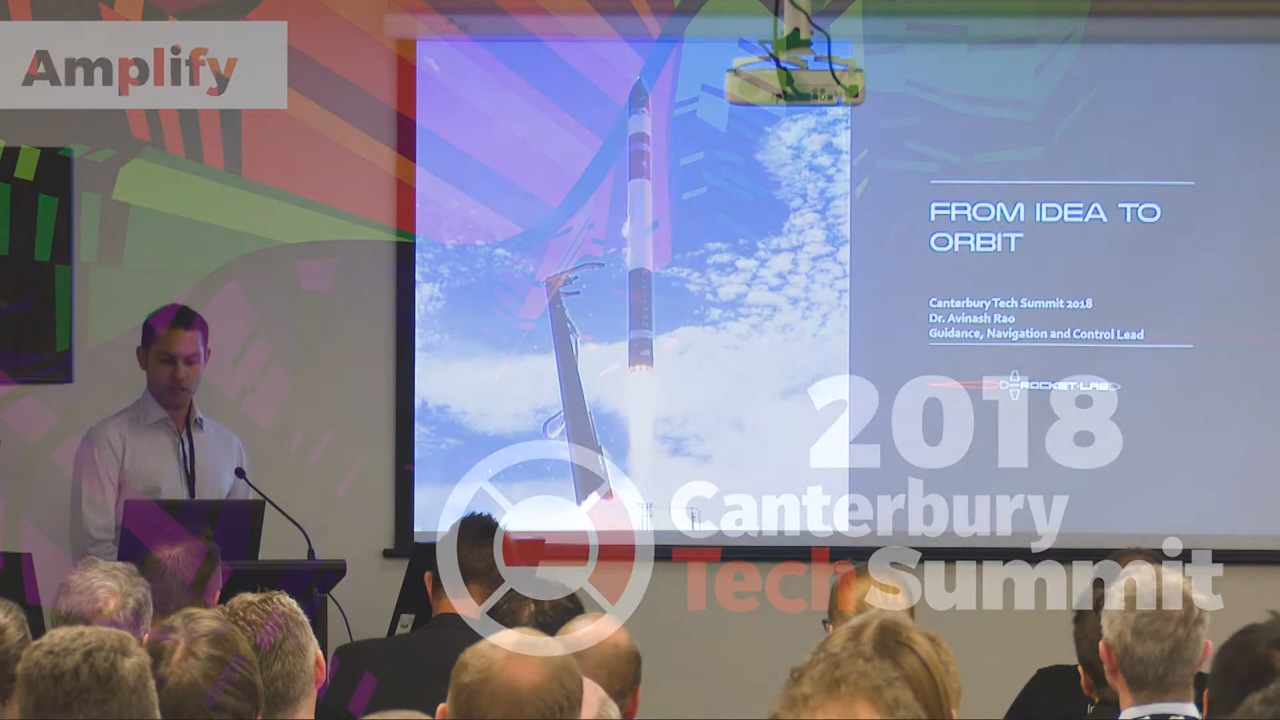 Amplify
FROM IDEA TO
ORBIT
Canterbury Tech Summit 2018
Dr. Avinash Rao
Guidance, Navigation and Control Lead
ROCKET LAB
2018
Canterbury
Tech Summit